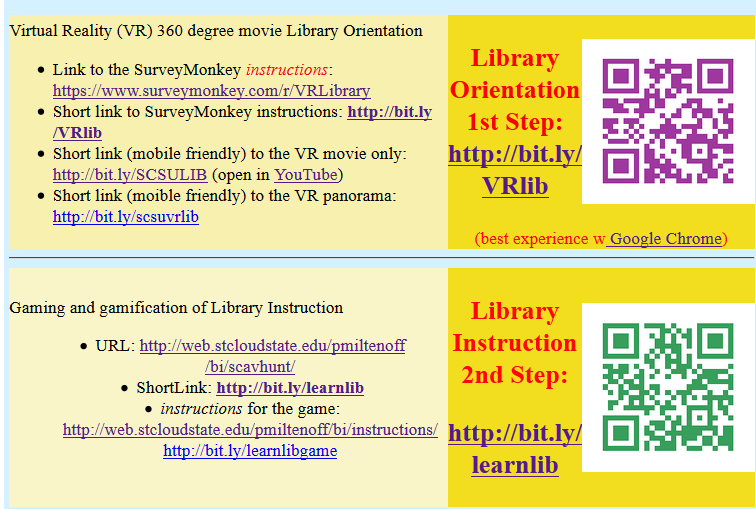 Virtual Reality (VR) 360 degree movie Library Orientation
Link to the SurveyMonkey instructions:
https://www.surveymonkey.com/r/VRLibrary
Short link to SurveyMonkey instructions: http://bit.ly
/VRlib
Short link (mobile friendly) to the VR movie only:
http://bit.ly/SCSULIB (open in YouTube)
Short link (moible friendly) to the VR panorama:
http://bit.ly/scsuvrlib
Library
Orientation
1st Step:
http://bit.ly/
VRlib
(best experience w Google Chrome)
Gaming and gamification of Library Instruction
URL: http://web.stcloudstate.edu/pmiltenoff
/bi/scavhunt/
ShortLink: http://bit.ly/learnlib
instructions for the game:
http://web.stcloudstate.edu/pmiltenoff/bi/instructions/
http://bit.ly/learnlibgame
Library
Instruction
2nd Step:
http://bit.ly/
learnlib